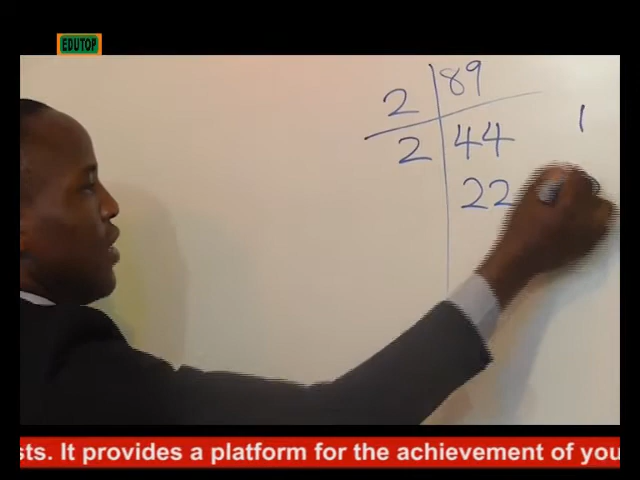 EDUTOP
89
2
44 1
2
22
sts. It provides a platform for the achievement of you